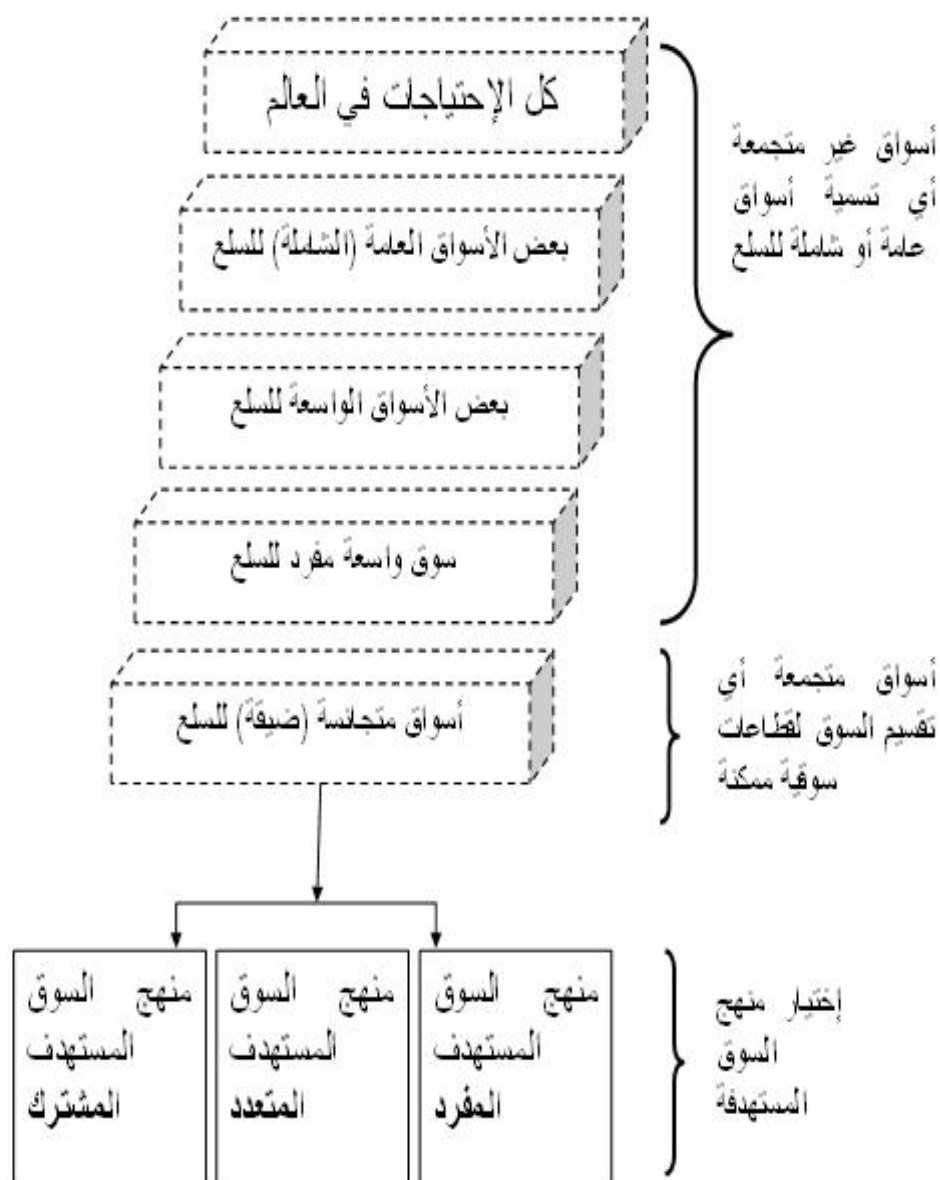 كل الإحتياجات في العالم
أسواق غير متجمعة
أي تسمية أسواق
عامة أو شاملة للسلع
بعض الأسواق العامة (الشاملة) للسلع
بعض الأسواق الواسعة للسلع
سوق واسعة مفرد للسلع
أسواق متجانسة (ضيقة) للسلع
أسواق متجمعة أي
تقسيم السوق لقطاعات
سوقية ممكنة
منهج السوق
المستهدف
المفرد
منهج السوق
المستهدف
المتعدد
منهج السوق
المستهدف
المشترك
إختيار منهج
السوق
المستهدفة